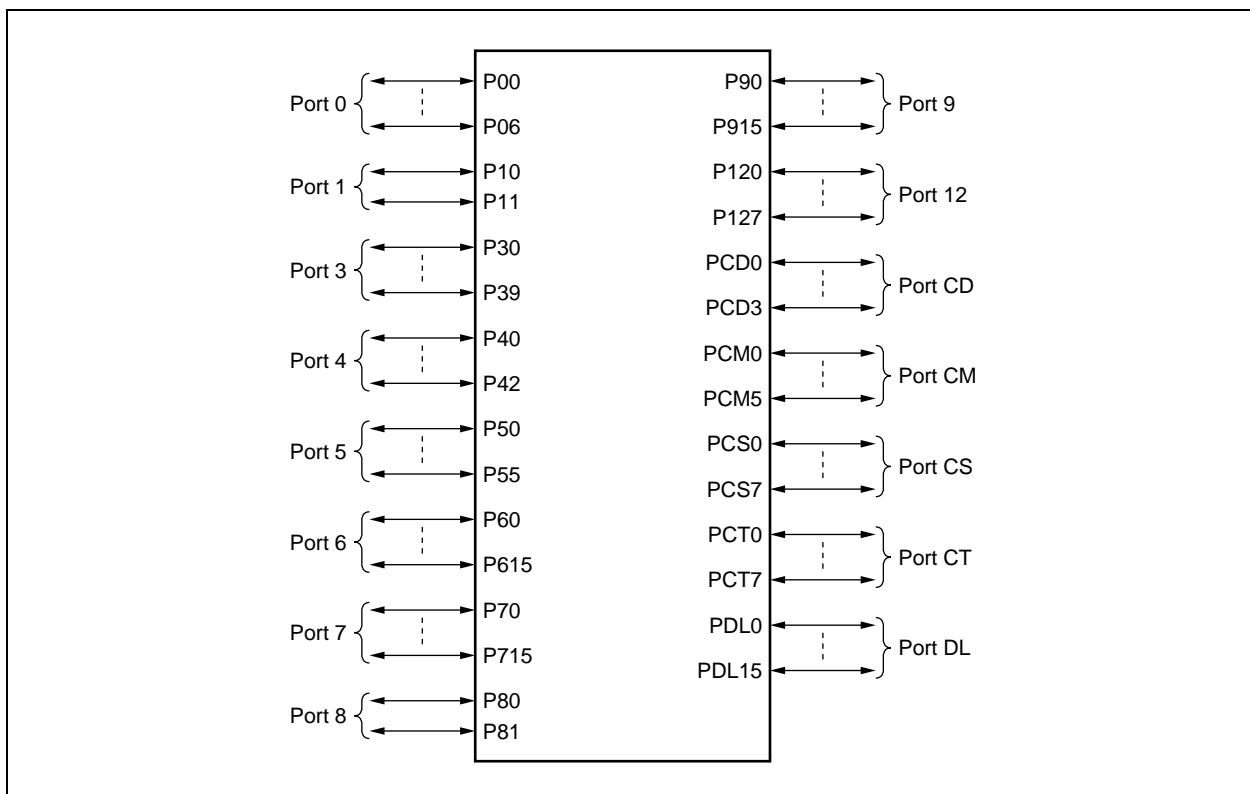 Port 0
P00
P06
Port 1
P10
P11
Port 3
P30
P39
Port 4
P40
P42
Port 5
P50
P55
Port 6
P60
P615
Port 7
P70
P715
Port 8
P80
P81
P90
P915
Port 9
P120
P127
Port 12
PCD0
PCD3
Port CD
PCM0
PCM5
Port CM
PCS0
PCS7
Port CS
PCT0
PCT7
Port CT
PDL0
PDL15
Port DL